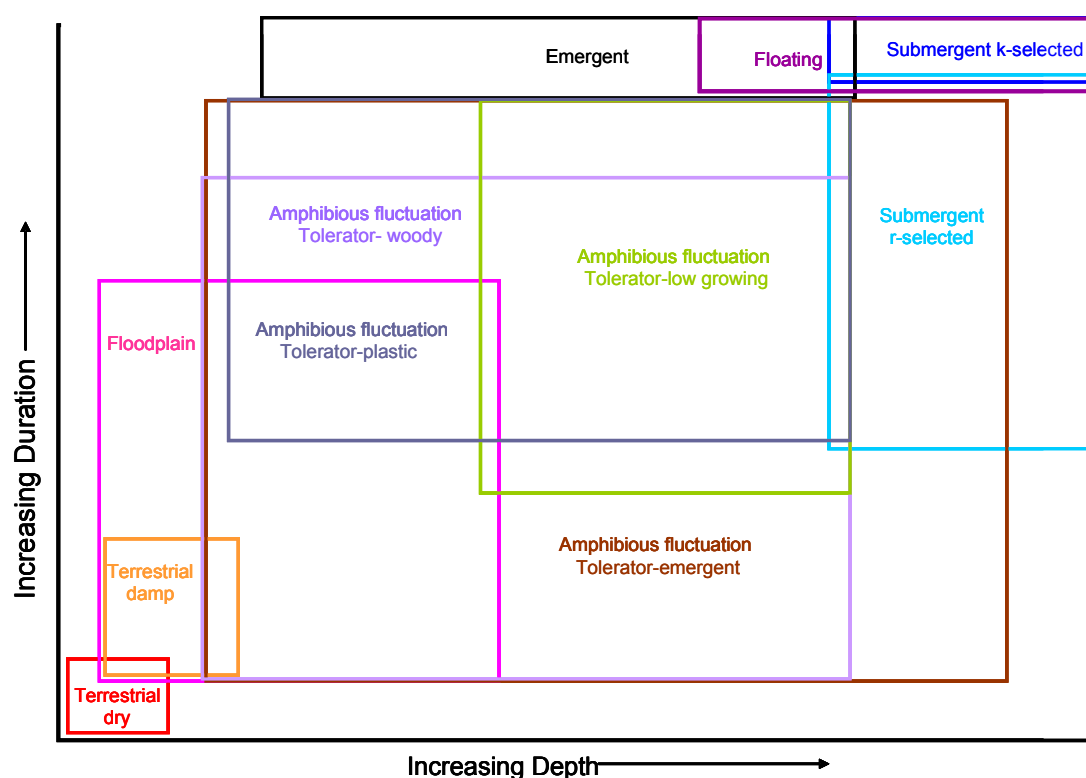 Submergent k-selected
Emergent
Floating
Amphibious fluctuation
Tolerator- woody
Submergent
r-selected
Amphibious fluctuation
Tolerator-low growing
Floodplain
Amphibious fluctuation
Tolerator-plastic
Increasing Duration
Amphibious fluctuation
Tolerator-emergent
Terrestrial
damp
Terrestrial
dry
Increasing Depth